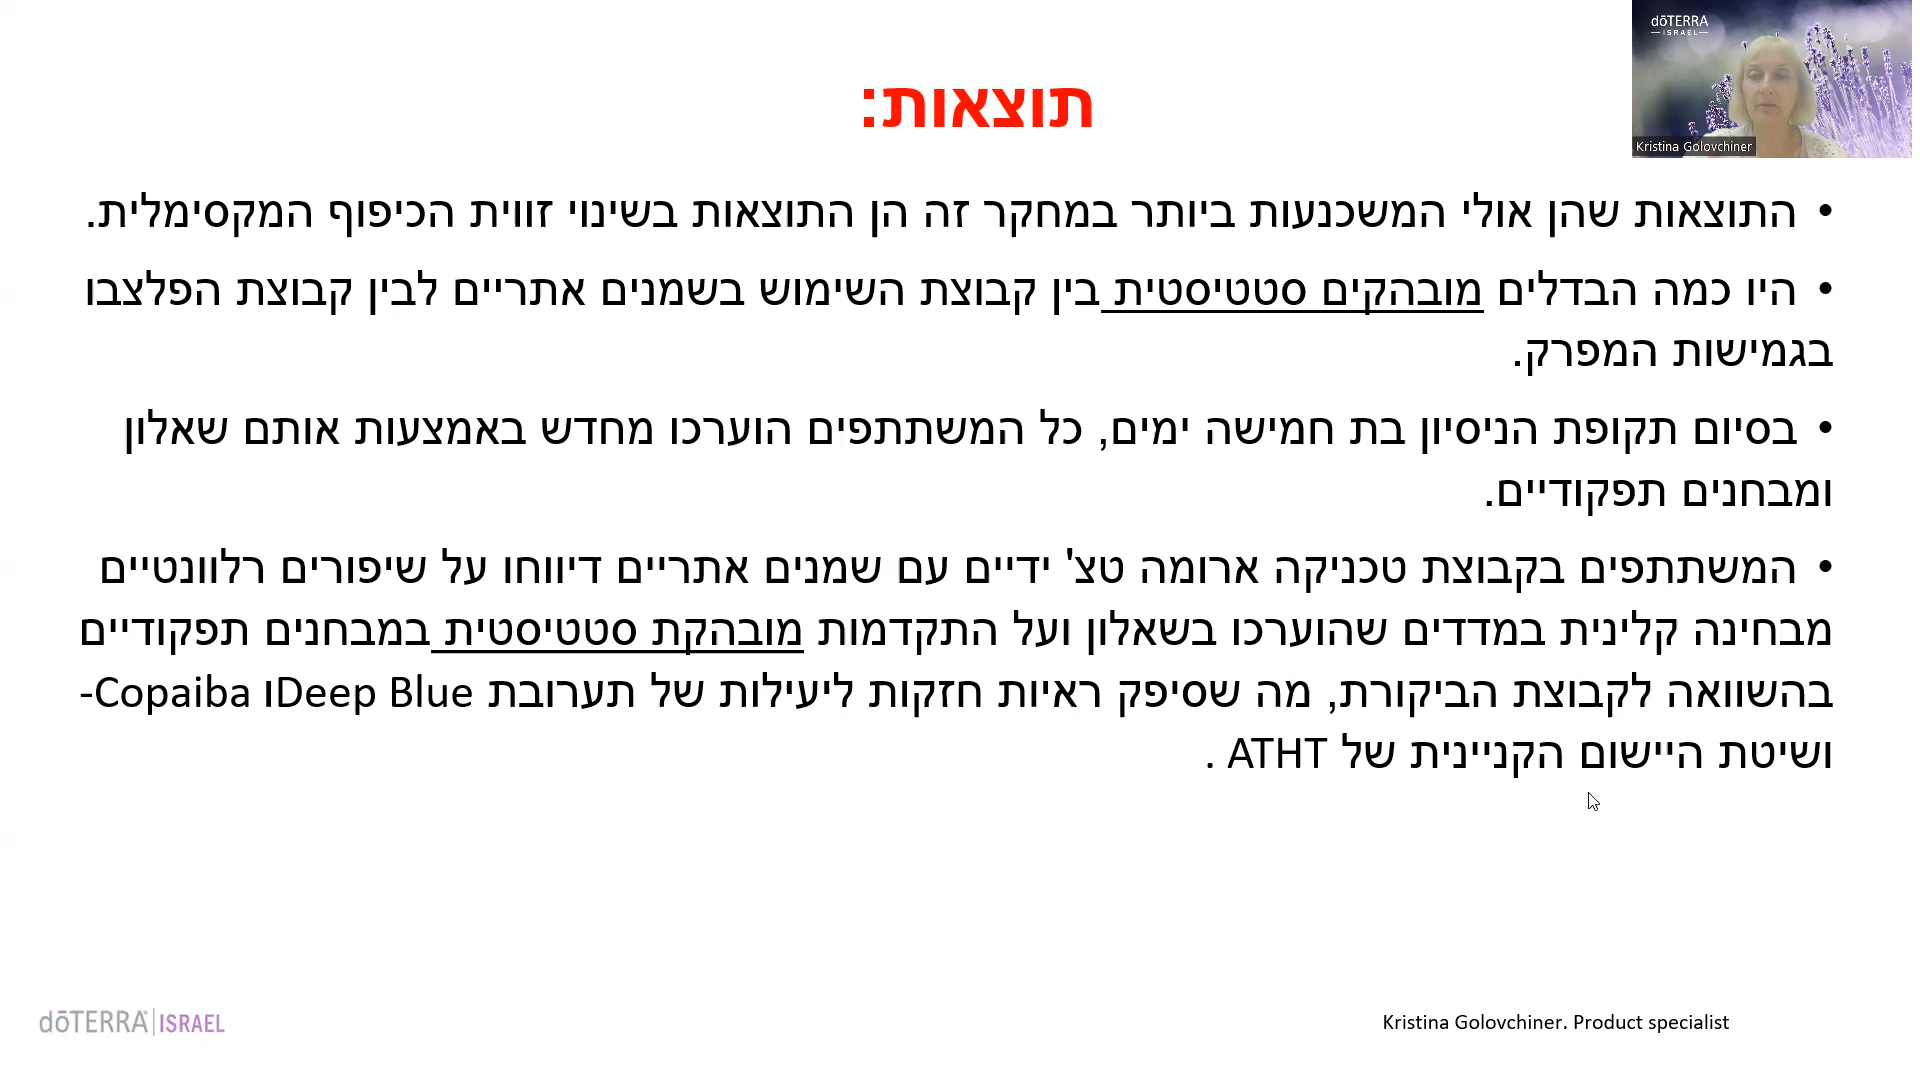 dōTERRA
ISRAEL
Kristina Golovchiner
תוצאות:
• התוצאות שהן אולי המשכנעות ביותר במחקר זה הן התוצאות בשינוי זווית הכיפוף המקסימלית.
• היו כמה הבדלים מובהקים סטטיסטית בין קבוצת השימוש בשמנים אתריים לבין קבוצת הפלצבו
בגמישות המפרק.
• בסיום תקופת הניסיון בת חמישה ימים, כל המשתתפים הוערכו מחדש באמצעות אותם שאלון
ומבחנים תפקודיים.
• המשתתפים בקבוצת טכניקה ארומה טצ' ידיים עם שמנים אתריים דיווחו על שיפורים רלוונטיים
מבחינה קלינית במדדים שהוערכו בשאלון ועל התקדמות מובהקת סטטיסטית במבחנים תפקודיים
בהשוואה לקבוצת הביקורת, מה שסיפק ראיות חזקות ליעילות של תערובת Deep Blue ו Copaiba-
ושיטת היישום הקניינית של ATHT .
dōTERRA | ISRAEL
Kristina Golovchiner. Product specialist